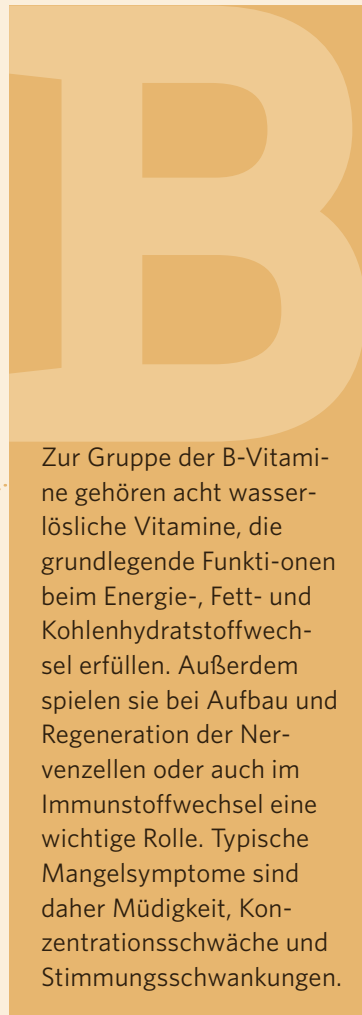 B
Zur Gruppe der B-Vitami-
ne gehören acht wasser-
lösliche Vitamine, die
grundlegende Funkti-onen
beim Energie-, Fett- und
Kohlenhydratstoffwech-
sel erfüllen. Außerdem
spielen sie bei Aufbau und
Regeneration der Ner-
venzellen oder auch im
Immunstoffwechsel eine
wichtige Rolle. Typische
Mangelsymptome sind
daher Müdigkeit, Kon-
zentrationsschwäche und
Stimmungsschwankungen.